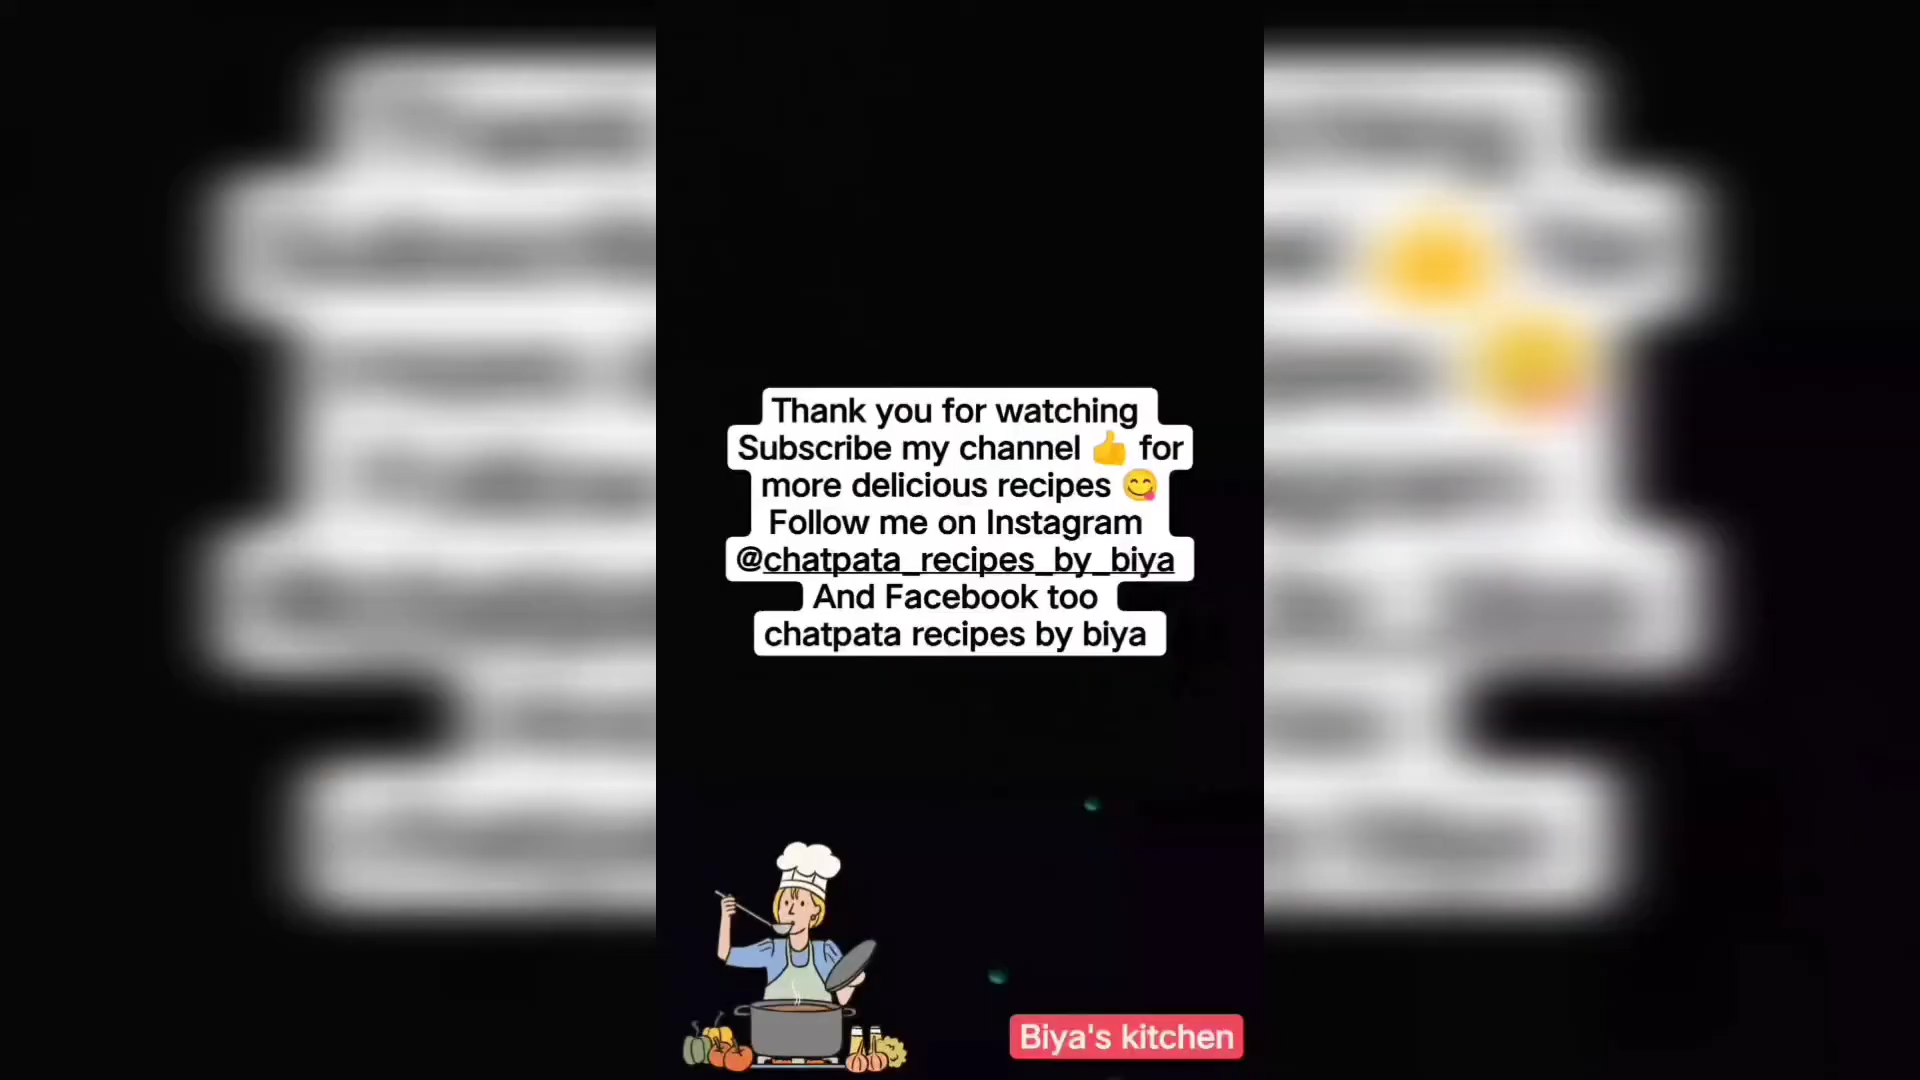 Thank you for watching
Subscribe my channel 👍 for
more delicious recipes 😋
Follow me on Instagram
@chatpata_recipes_by_biya
And Facebook too
chatpata recipes by biya
Biya's kitchen